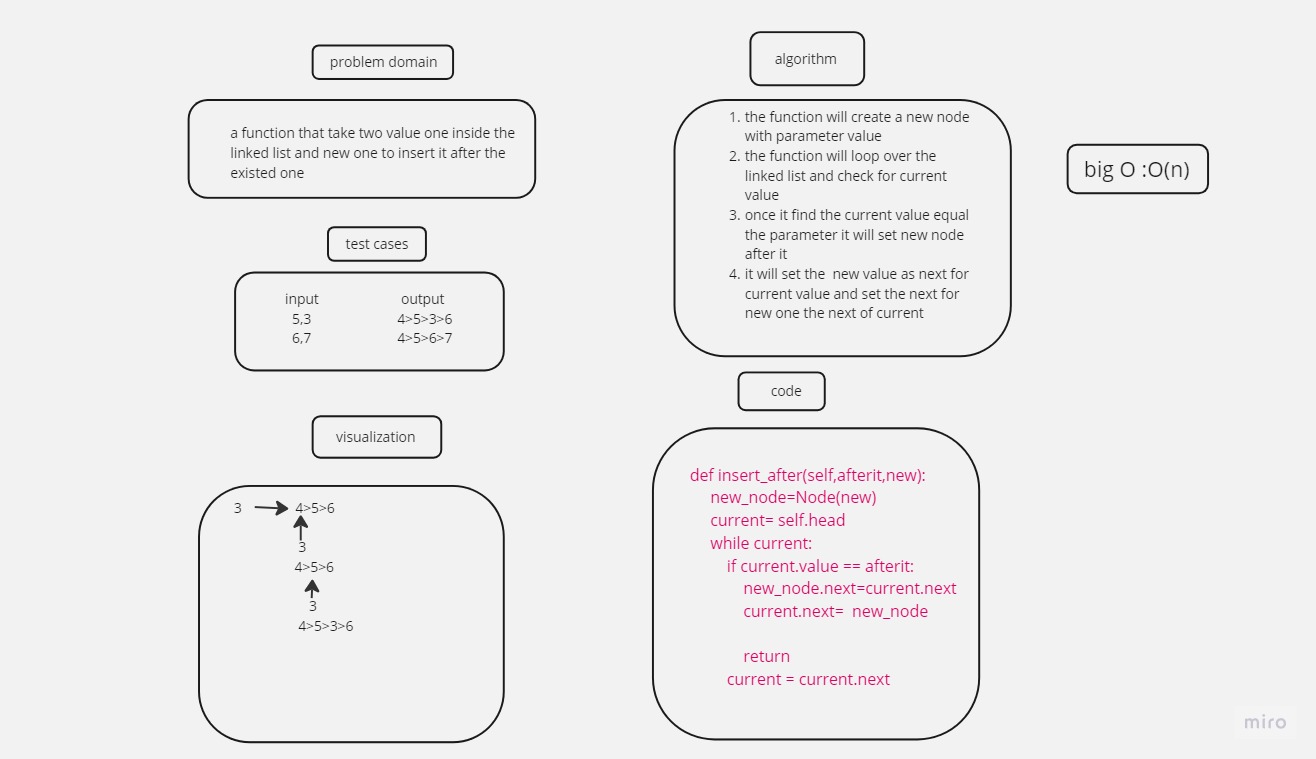 problem domain
a function that take two value one inside the
linked list and new one to insert it after the
existed one
test cases
input output
5,3 4>5>3>6
6,7 4>5>6>7
visualization
3 4>5>6
3
4>5>6
3
4>5>3>6
algorithm
1. the function will create a new node
with parameter value
2. the function will loop over the
linked list and check for current
value
3. once it find the current value equal
the parameter it will set new node
after it
4. it will set the  new value as next for
current value and set the next for
new one the next of current
code
def insert_after(self,afterit,new):
new_node=Node(new)
current= self.head
while current:
if current.value == afterit:
new_node.next=current.next
current.next=  new_node
return
current = current.next
big O :O(n)
miro